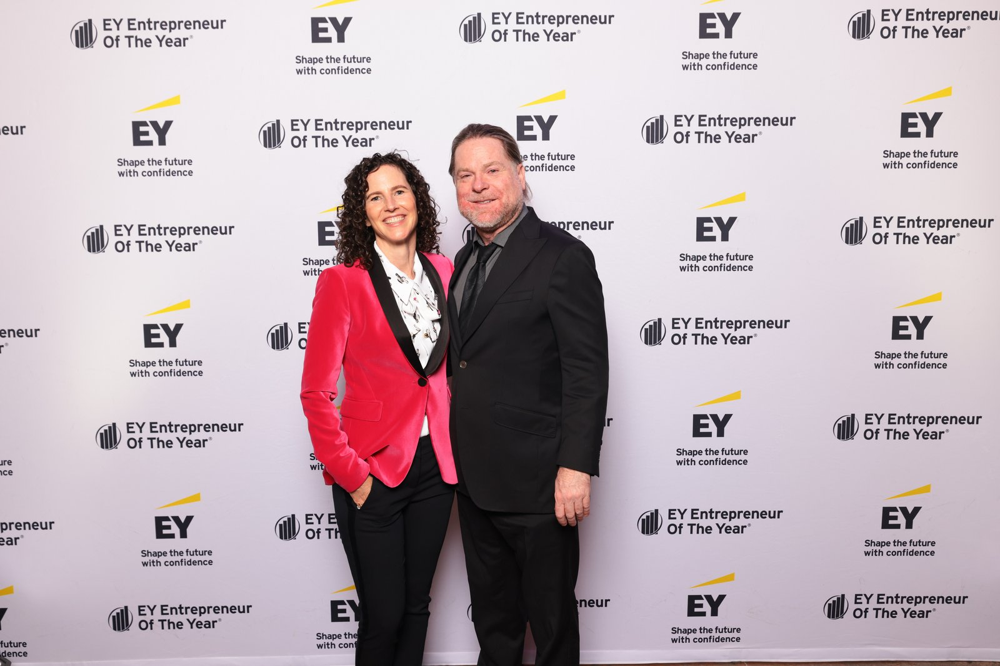 EY Entrepreneur
Of The Year®
EY
Shape the future
with confidence
EY Entrepreneur
Of The Year®
EY
Shape the future
with confidence
EY Entrepreneur
Of The Year®
EY
Shape the future
with confidence
EY Entrepreneur
Of The Year®
EY
e the future
confidence
EY Entrepreneur
Of The Year®
EY
Shape the future
with confidence
eur
EY Entrepreneur
Of The Year®
E
Shape t
with
epreneur
EY
Shape the future
with confidence
EY Entrepreneur
Of The Year®
eneur
r®
EY
Shape the future
with confidence
EY Entrepreneur
Of The Year®
EY
Shape the future
with confidence
EY Entrepreneur
Of The Year®
EY
Shape the future
with confidence
EY Entrepreneur
Of The Year®
ure
nce
preneur
ear®
EY
Shape the future
with confidence
EY E
Of Th
EY Entrepreneur
Of The Year®
EY
Shape the future
with confidence
Y
future
dence
EY Entrepreneur
Of The Year®
EY
Shape the
with conf
eneur
EY
Shape the future
with confidence
EY Entrepreneur
Of The Year®